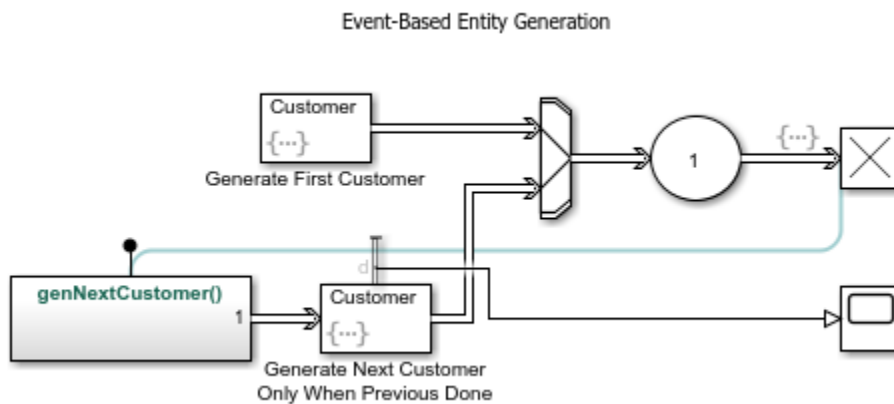 Event-Based Entity Generation
Customer
{...}
Generate First Customer
1
{...}
genNextCustomer()
1
d
Customer
{...}
Generate Next Customer
Only When Previous Done